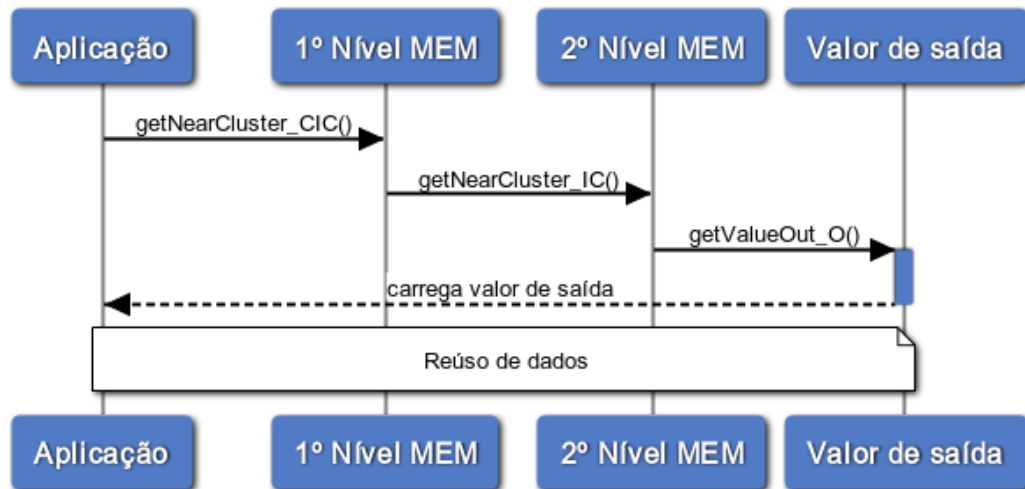 Aplicação
1º Nível MEM
2º Nível MEM
Valor de saída
getNearCluster_CIC()
getNearCluster_IC()
getValueOut_O()
carrega valor de saída
Reúso de dados
Aplicação
1º Nível MEM
2º Nível MEM
Valor de saída